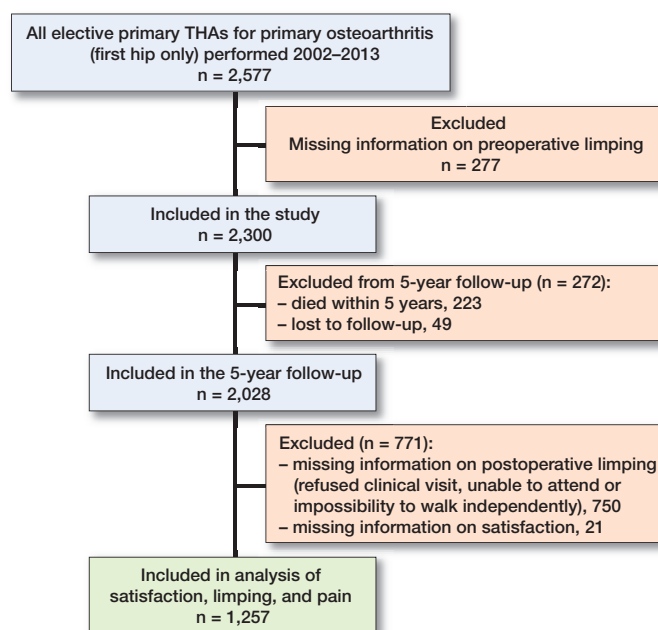 All elective primary THAs for primary osteoarthritis
(first hip only) performed 2002–2013
n = 2,577
Excluded
Missing information on preoperative limping
n = 277
Included in the study
n = 2,300
Excluded from 5-year follow-up (n = 272):
– died within 5 years, 223
– lost to follow-up, 49
Included in the 5-year follow-up
n = 2,028
Excluded (n = 771):
– missing information on postoperative limping
(refused clinical visit, unable to attend or
impossibility to walk independently), 750
– missing information on satisfaction, 21
Included in analysis of
satisfaction, limping, and pain
n = 1,257